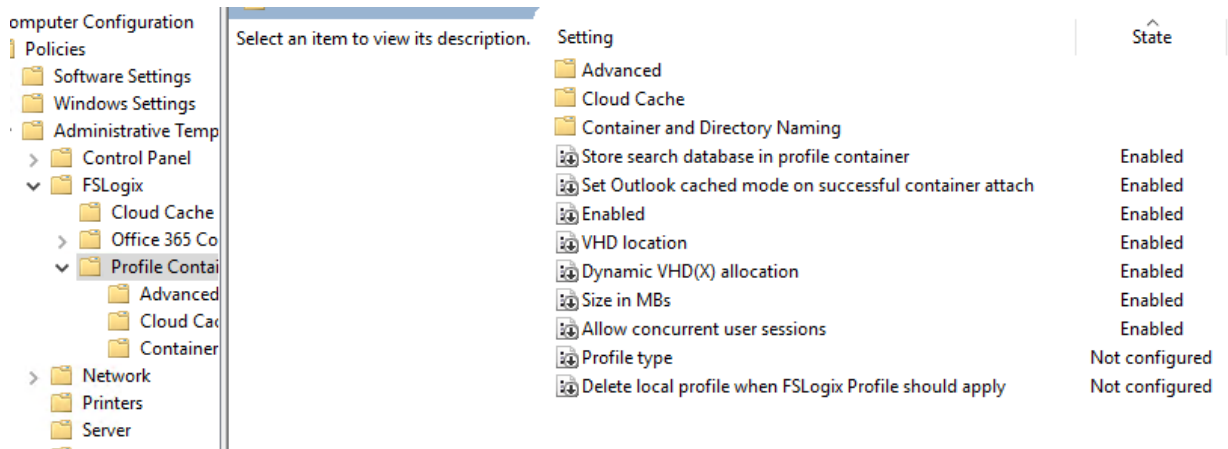 omputer Configuration
Policies
Software Settings
Windows Settings
Administrative Temp
Control Panel
FSLogix
Cloud Cache
Office 365 Co
Profile Contai
Advanced
Cloud Cac
Container
Network
Printers
Server
Select an item to view its description.
Setting State
Advanced
Cloud Cache
Container and Directory Naming
Store search database in profile container Enabled
Set Outlook cached mode on successful container attach Enabled
Enabled Enabled
VHD location Enabled
Dynamic VHD(X) allocation Enabled
Size in MBs Enabled
Allow concurrent user sessions Enabled
Profile type Not configured
Delete local profile when FSLogix Profile should apply Not configured